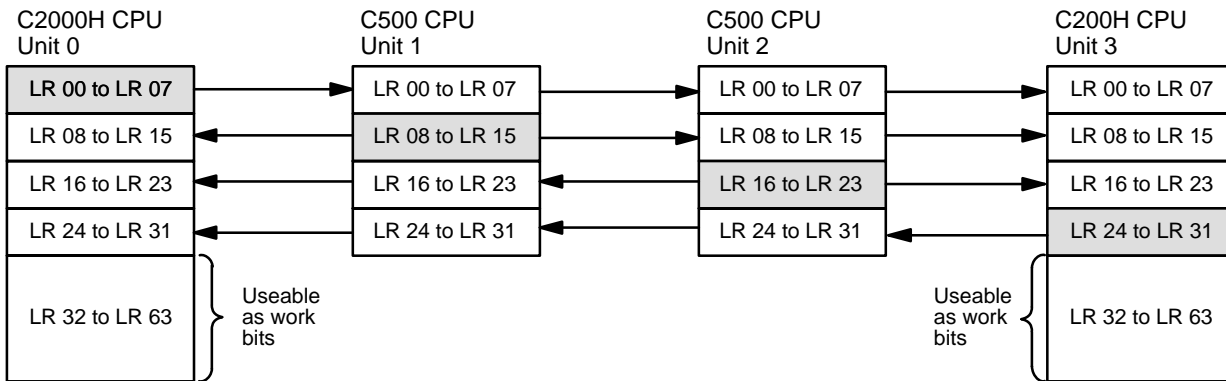 C2000H CPU
Unit 0
C500 CPU
Unit 1
C500 CPU
Unit 2
C200H CPU
Unit 3
LR 00 to LR 07
LR 00 to LR 07
LR 00 to LR 07
LR 00 to LR 07
LR 08 to LR 15
LR 08 to LR 15
LR 08 to LR 15
LR 08 to LR 15
LR 16 to LR 23
LR 16 to LR 23
LR 16 to LR 23
LR 16 to LR 23
LR 24 to LR 31
LR 24 to LR 31
LR 24 to LR 31
LR 24 to LR 31
LR 32 to LR 63
Useable
as work
bits
Useable
as work
bits
LR 32 to LR 63